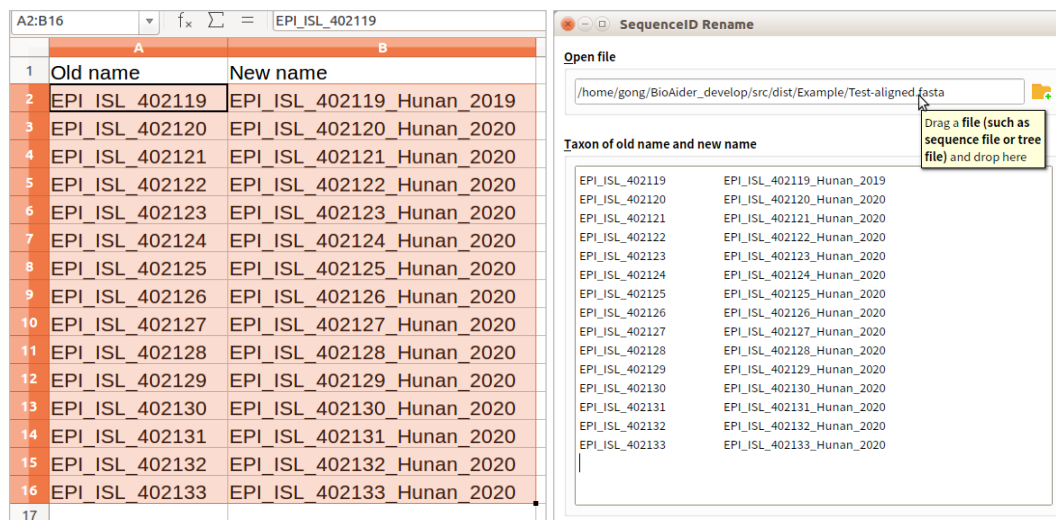 A2:B16 fx Σ = EPI_ISL_402119
A B
1 Old name New name
2 EPI_ISL_402119 EPI_ISL_402119_Hunan_2019
3 EPI_ISL_402120 EPI_ISL_402120_Hunan_2020
4 EPI_ISL_402121 EPI_ISL_402121_Hunan_2020
5 EPI_ISL_402122 EPI_ISL_402122_Hunan_2020
6 EPI_ISL_402123 EPI_ISL_402123_Hunan_2020
7 EPI_ISL_402124 EPI_ISL_402124_Hunan_2020
8 EPI_ISL_402125 EPI_ISL_402125_Hunan_2020
9 EPI_ISL_402126 EPI_ISL_402126_Hunan_2020
10 EPI_ISL_402127 EPI_ISL_402127_Hunan_2020
11 EPI_ISL_402128 EPI_ISL_402128_Hunan_2020
12 EPI_ISL_402129 EPI_ISL_402129_Hunan_2020
13 EPI_ISL_402130 EPI_ISL_402130_Hunan_2020
14 EPI_ISL_402131 EPI_ISL_402131_Hunan_2020
15 EPI_ISL_402132 EPI_ISL_402132_Hunan_2020
16 EPI_ISL_402133 EPI_ISL_402133_Hunan_2020
17
SequenceID Rename
Open file
/home/gong/BioAider_develop/src/dist/Example/Test-aligned.fasta
Drag a file (such as
sequence file or tree
file) and drop here
Taxon of old name and new name
EPI_ISL_402119 EPI_ISL_402119_Hunan_2019
EPI_ISL_402120 EPI_ISL_402120_Hunan_2020
EPI_ISL_402121 EPI_ISL_402121_Hunan_2020
EPI_ISL_402122 EPI_ISL_402122_Hunan_2020
EPI_ISL_402123 EPI_ISL_402123_Hunan_2020
EPI_ISL_402124 EPI_ISL_402124_Hunan_2020
EPI_ISL_402125 EPI_ISL_402125_Hunan_2020
EPI_ISL_402126 EPI_ISL_402126_Hunan_2020
EPI_ISL_402127 EPI_ISL_402127_Hunan_2020
EPI_ISL_402128 EPI_ISL_402128_Hunan_2020
EPI_ISL_402129 EPI_ISL_402129_Hunan_2020
EPI_ISL_402130 EPI_ISL_402130_Hunan_2020
EPI_ISL_402131 EPI_ISL_402131_Hunan_2020
EPI_ISL_402132 EPI_ISL_402132_Hunan_2020
EPI_ISL_402133 EPI_ISL_402133_Hunan_2020